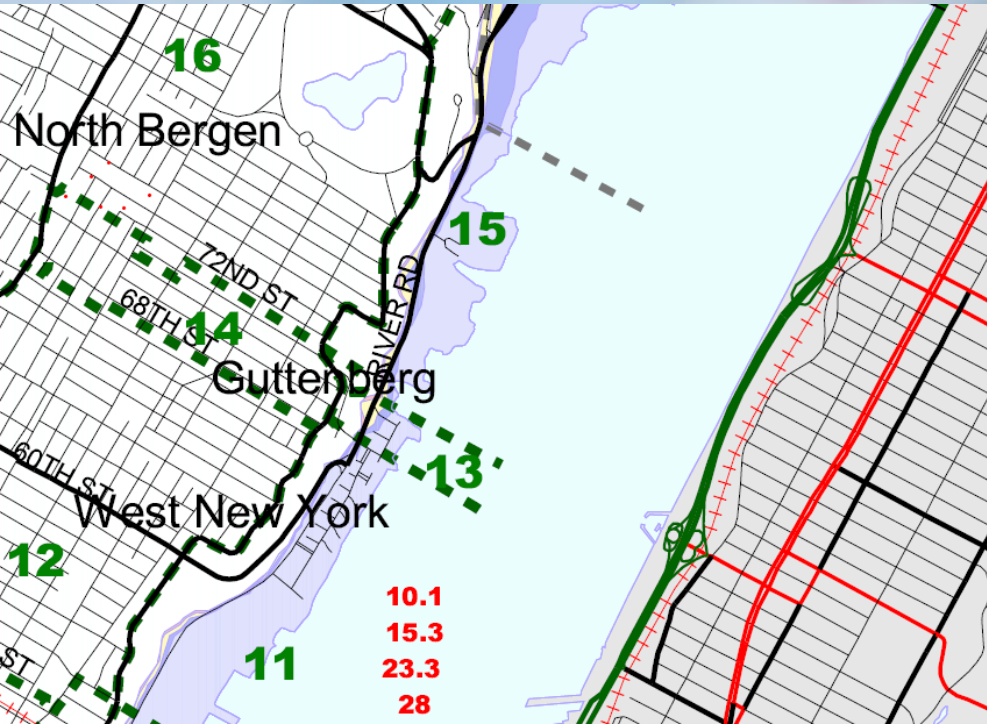 16
North Bergen
15
72ND ST
RIVER RD
68TH ST
14
Guttenberg
60TH ST
13
West New York
12
10.1
15.3
23.3
28
11
ST